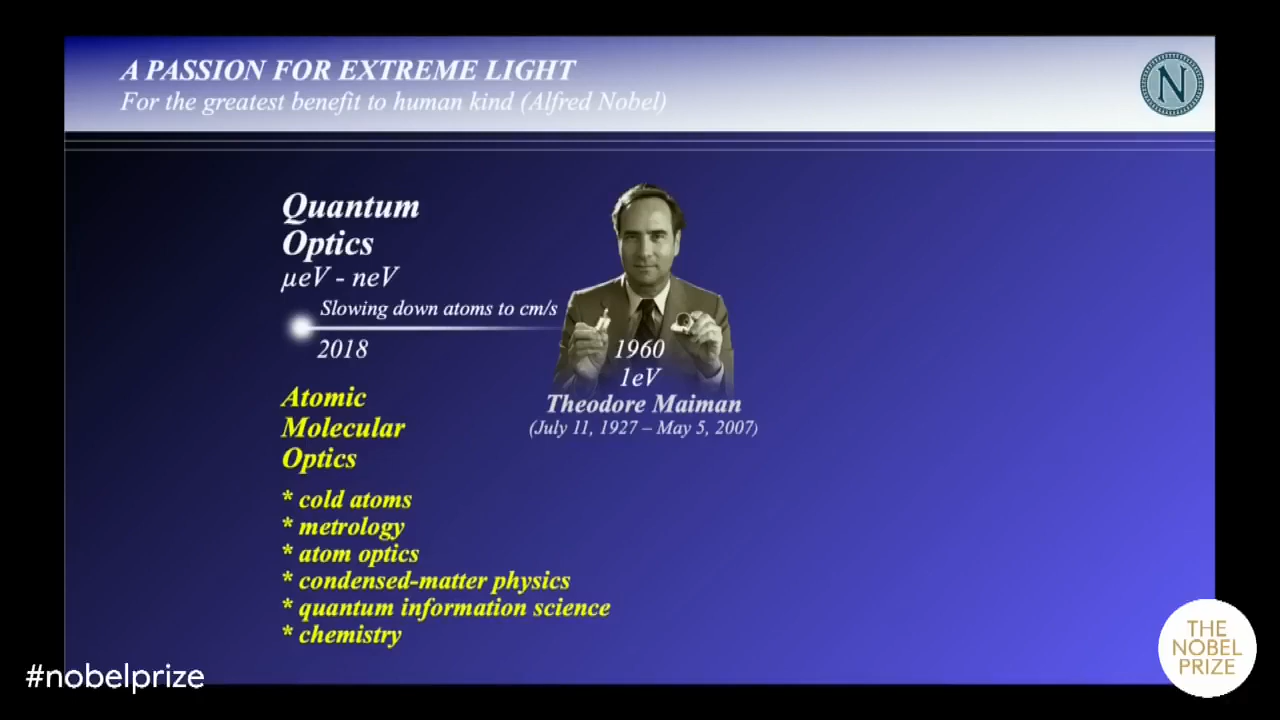 A PASSION FOR EXTREME LIGHT
For the greatest benefit to human kind (Alfred Nobel)
N
Quantum
Optics
µeV - neV
Slowing down atoms to cm/s
2018
1960
1eV
Theodore Maiman
(July 11, 1927 – May 5, 2007)
Atomic
Molecular
Optics
* cold atoms
* metrology
* atom optics
* condensed-matter physics
* quantum information science
* chemistry
#nobelprize
THE
NOBEL
PRIZE